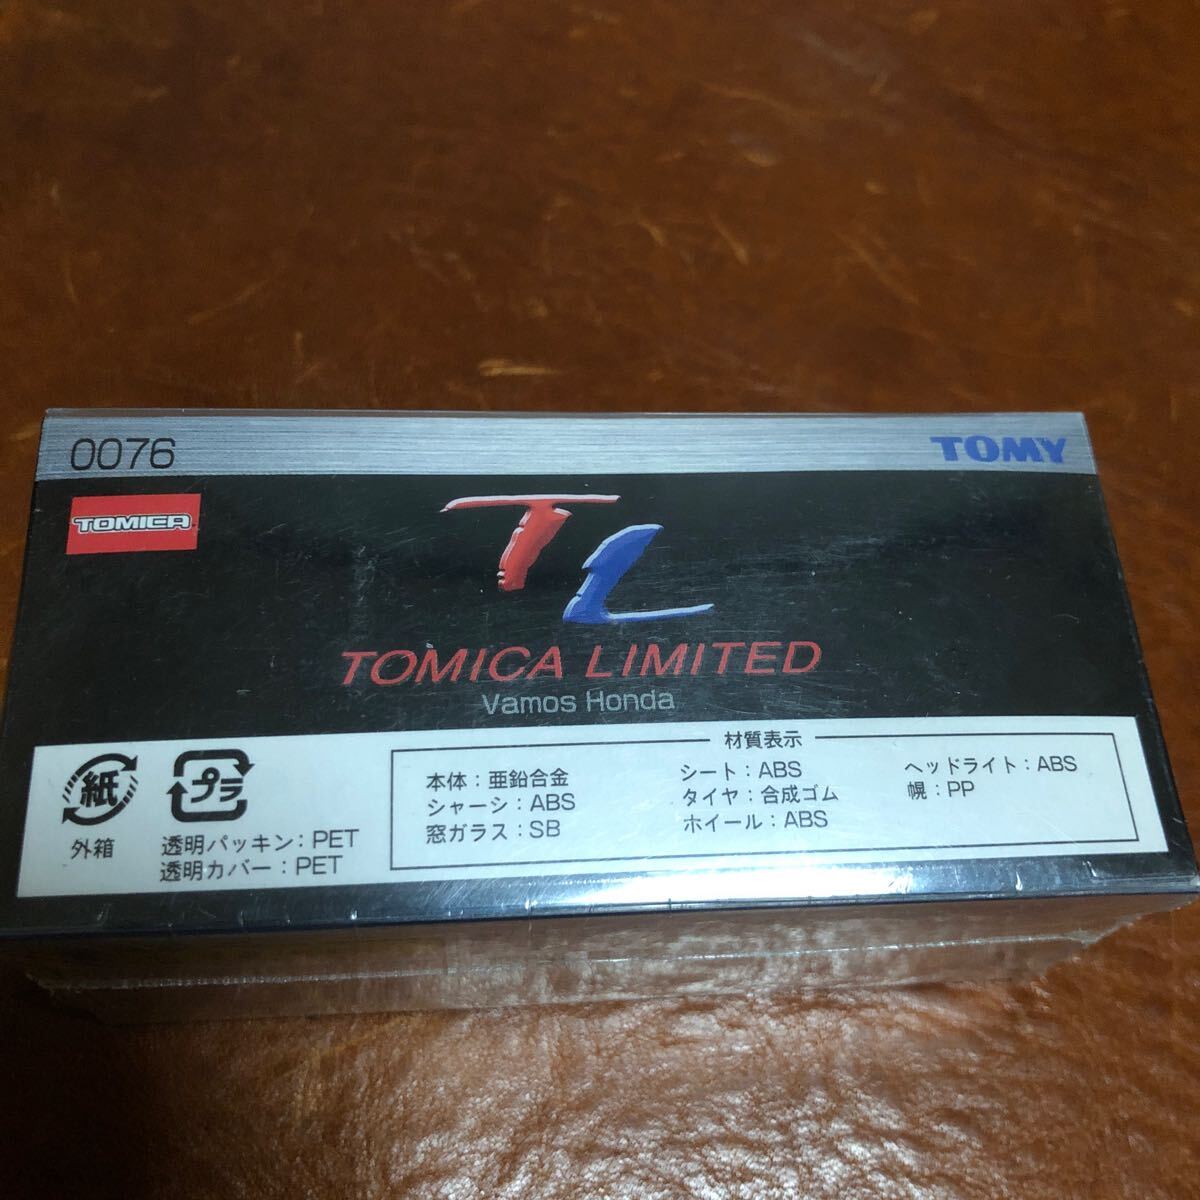 0076
TOMY
TOMICA
TL
TOMICA LIMITED
Vamos Honda
紙
外箱
プラ
透明パッキン：PET
透明カバー：PET
材質表示
本体：亜鉛合金
シャーシ：ABS
窓ガラス：SB
シート：ABS
タイヤ：合成ゴム
ホイール：ABS
ヘッドライト：ABS
幌：PP